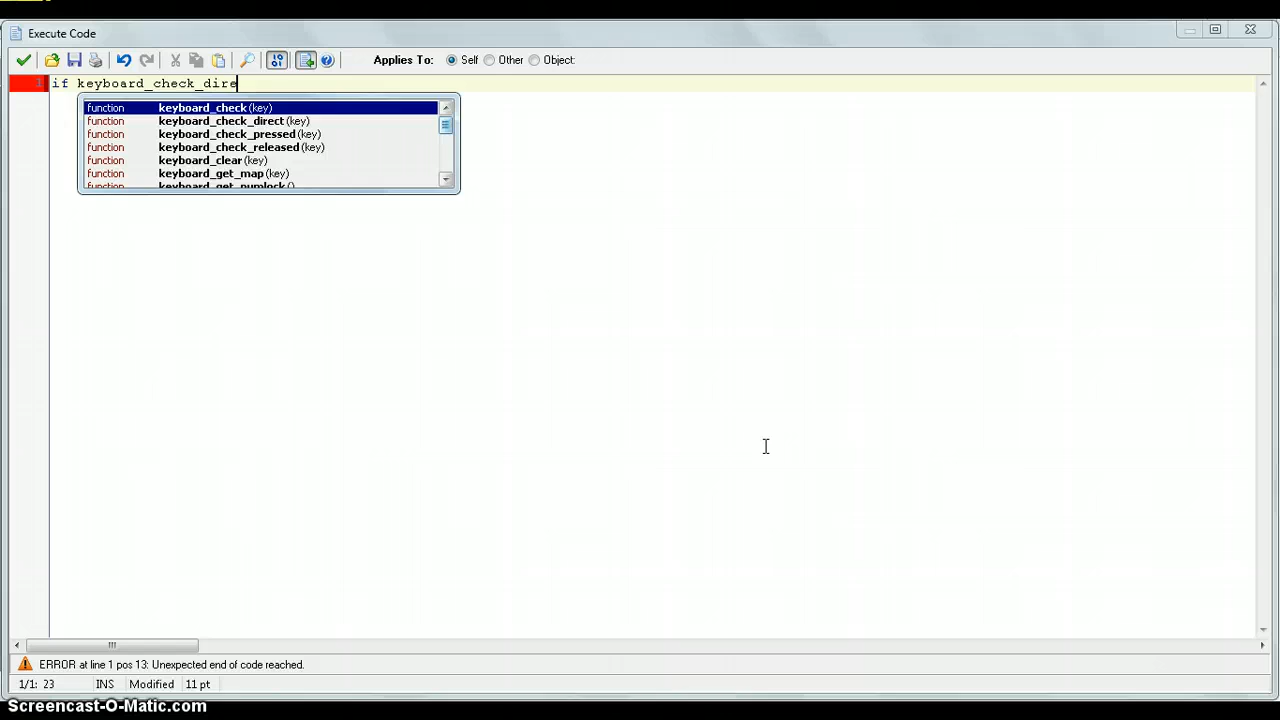 Execute Code
Applies To: Self Other Object:
1 if keyboard_check_dire
function keyboard_check(key)
function keyboard_check_direct(key)
function keyboard_check_pressed(key)
function keyboard_check_released(key)
function keyboard_clear(key)
function keyboard_get_map(key)
function keyboard_get_numlock()
ERROR at line 1 pos 13: Unexpected end of code reached.
1/1: 23 INS Modified 11 pt
Screencast-O-Matic.com